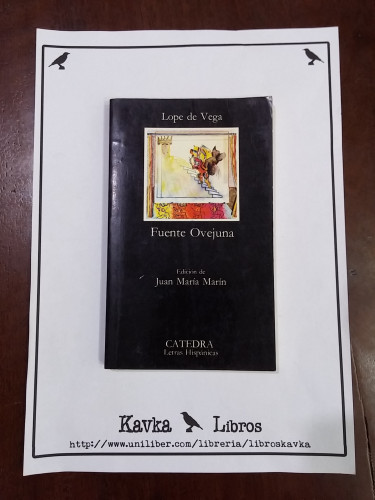 Lope de Vega
Fuente Ovejuna
Edición de
Juan María Marín
CATEDRA
Letras Hispánicas
Kavka Libros
http://www.uniliber.com/libreria/libroskavka